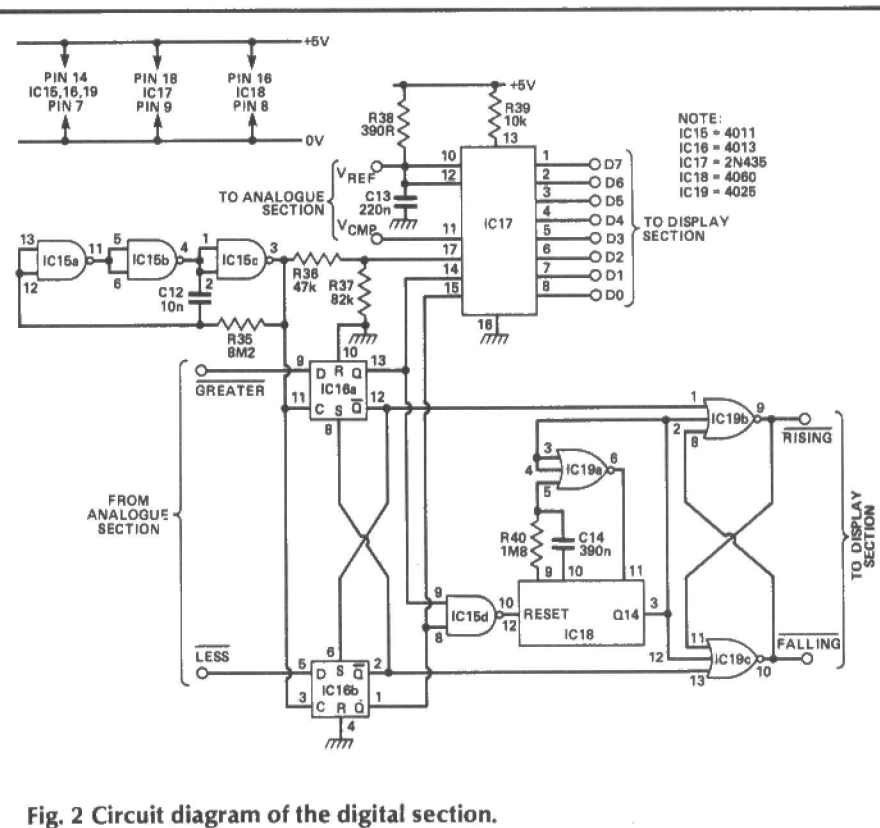 +5V
PIN 14
IC15,16,19
PIN 7
PIN 18
IC17
PIN 9
PIN 16
IC18
PIN 8
0V
+5V
R38
390R
R39
10k
13
NOTE:
IC15 = 4011
IC16 = 4013
IC17 = 2N435
IC18 = 4060
IC19 = 4025
VREF
10
12
1
D7
2
D6
TO ANALOGUE
SECTION
C13
220n
IC17
3
D5
4
D4
TO DISPLAY
SECTION
VCMP
11
5
D3
17
6
D2
14
7
D1
15
8
D0
16
13
12
IC15a
11
5
6
IC15b
4
1
2
IC15c
3
R36
47k
R37
82k
C12
10n
R35
8M2
10
9
D R Q
13
GREATER
IC16a
11
C S Q
12
8
1
2
8
IC19b
9
RISING
3
4
5
IC19a
6
FROM
ANALOGUE
SECTION
R40
1M8
C14
390n
TO DISPLAY
SECTION
9
10
11
9
8
IC15d
10
12
RESET
Q14
3
IC18
11
12
13
IC19c
10
FALLING
LESS
6
5
D S Q
2
IC16b
3
C R Q
1
4
Fig. 2 Circuit diagram of the digital section.